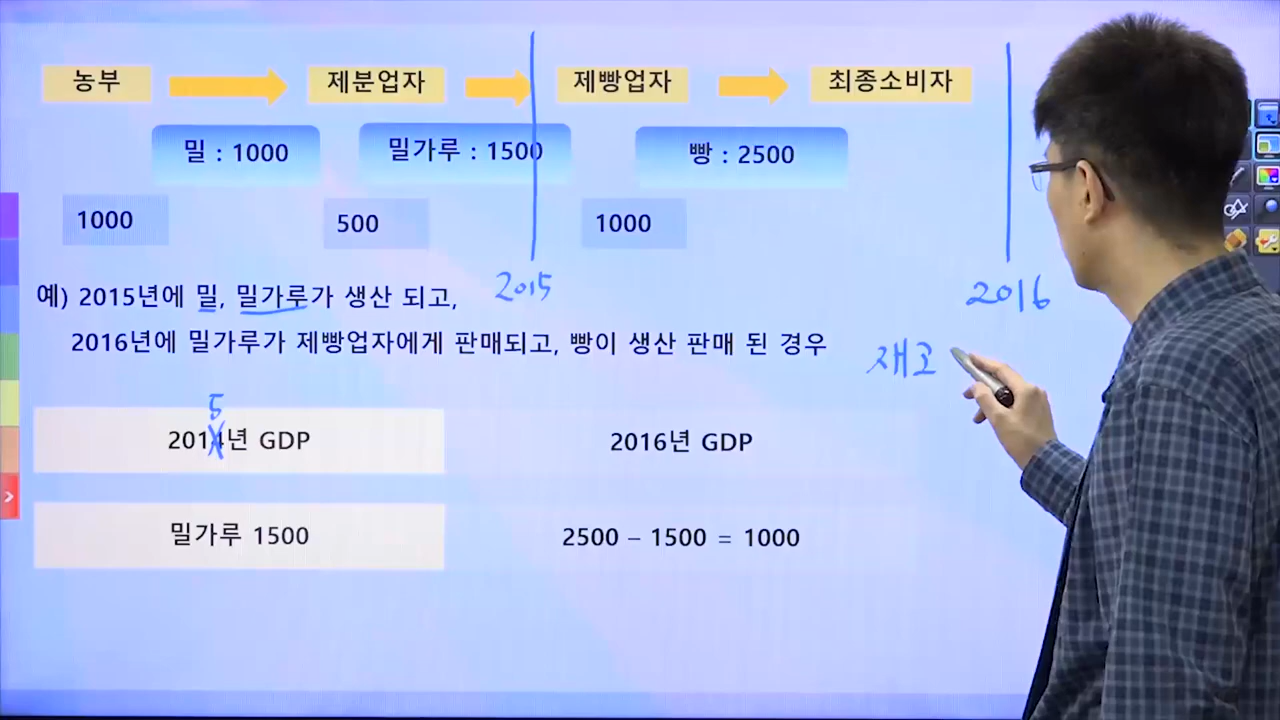 농부
제분업자
제빵업자
최종소비자
밀 : 1000
밀가루 : 1500
빵 : 2500
1000
500
1000
2015
2016
예) 2015년에 밀, 밀가루가 생산 되고,
2016년에 밀가루가 제빵업자에게 판매되고, 빵이 생산 판매 된 경우
재고
5
2014년 GDP
2016년 GDP
밀가루 1500
2500 – 1500 = 1000